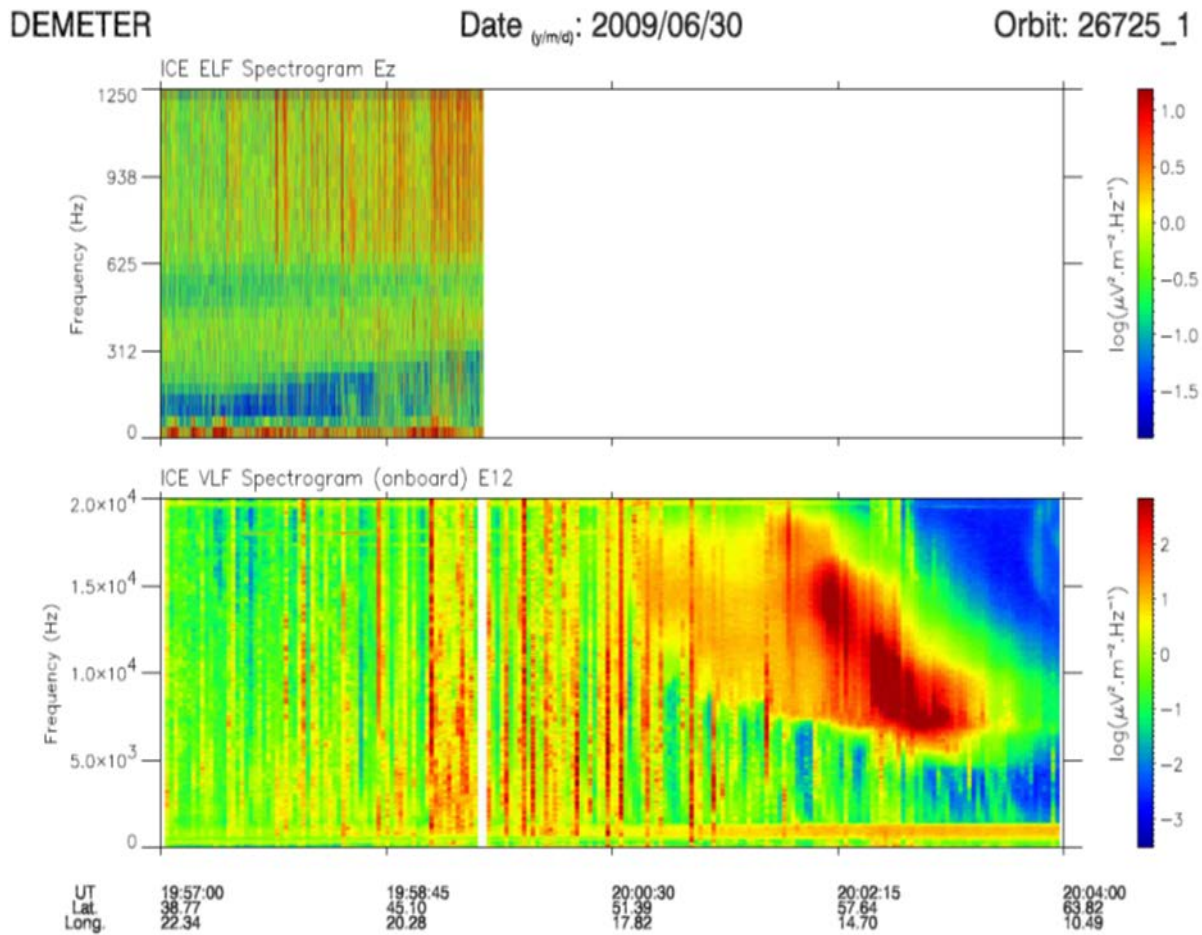 DEMETER Date (y/m/d): 2009/06/30 Orbit: 26725_1
ICE ELF Spectrogram Ez
1250
938
625
312
0
Frequency (Hz)
1.0
0.5
0.0
−0.5
−1.0
−1.5
log(μV².m⁻².Hz⁻¹)
ICE VLF Spectrogram (onboard) E12
2.0×10⁴
1.5×10⁴
1.0×10⁴
5.0×10³
0
Frequency (Hz)
2
1
0
−1
−2
−3
log(μV².m⁻².Hz⁻¹)
UT 19:57:00 19:58:45 20:00:30 20:02:15 20:04:00
Lat. 38.77 45.10 51.39 57.64 63.82
Long. 22.34 20.28 17.82 14.70 10.49